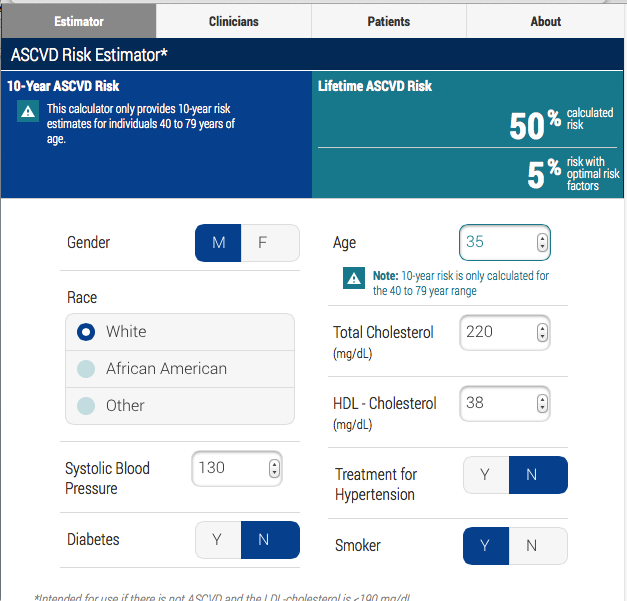 Estimator
Clinicians
Patients
About
ASCVD Risk Estimator*
10-Year ASCVD Risk
This calculator only provides 10-year risk
estimates for individuals 40 to 79 years of
age.
Lifetime ASCVD Risk
50% calculated risk
5% risk with optimal risk factors
Gender
M
F
Age
35
Note: 10-year risk is only calculated for
the 40 to 79 year range
Race
White
African American
Other
Total Cholesterol
(mg/dL)
220
HDL - Cholesterol
(mg/dL)
38
Systolic Blood
Pressure
130
Treatment for
Hypertension
Y
N
Diabetes
Y
N
Smoker
Y
N
*Intended for use if there is not ASCVD and the LDL-cholesterol is <190 mg/dL